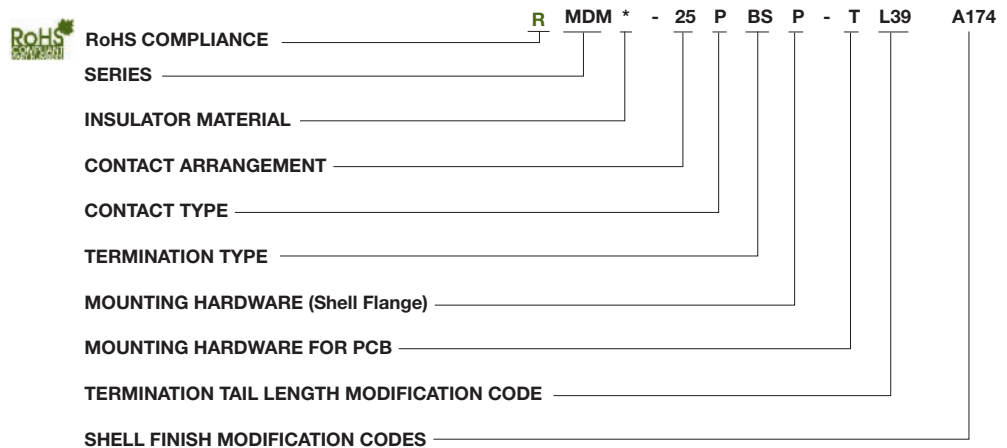 R MDM * - 25 P BS P - T L39 A174
RoHS
COMPLIANT
RoHS COMPLIANCE
SERIES
INSULATOR MATERIAL
CONTACT ARRANGEMENT
CONTACT TYPE
TERMINATION TYPE
MOUNTING HARDWARE (Shell Flange)
MOUNTING HARDWARE FOR PCB
TERMINATION TAIL LENGTH MODIFICATION CODE
SHELL FINISH MODIFICATION CODES